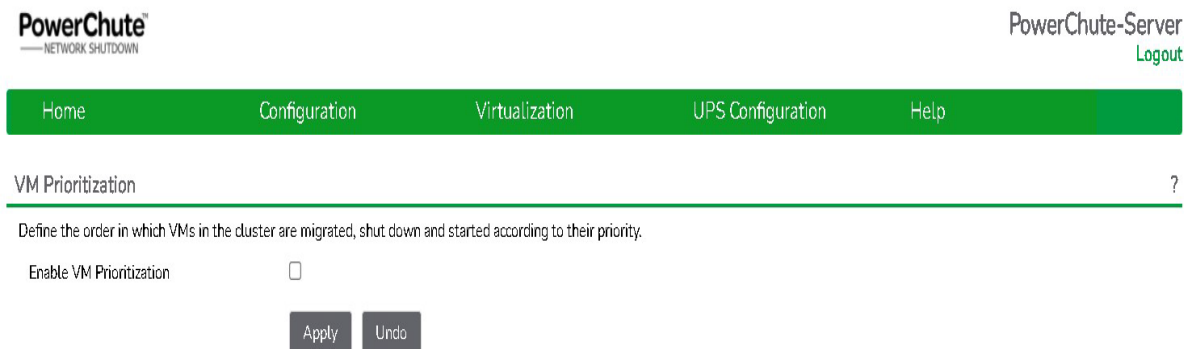 PowerChute™
NETWORK SHUTDOWN
PowerChute-Server
Logout
Home Configuration Virtualization UPS Configuration Help
VM Prioritization ?
Define the order in which VMs in the cluster are migrated, shut down and started according to their priority.
Enable VM Prioritization
Apply Undo